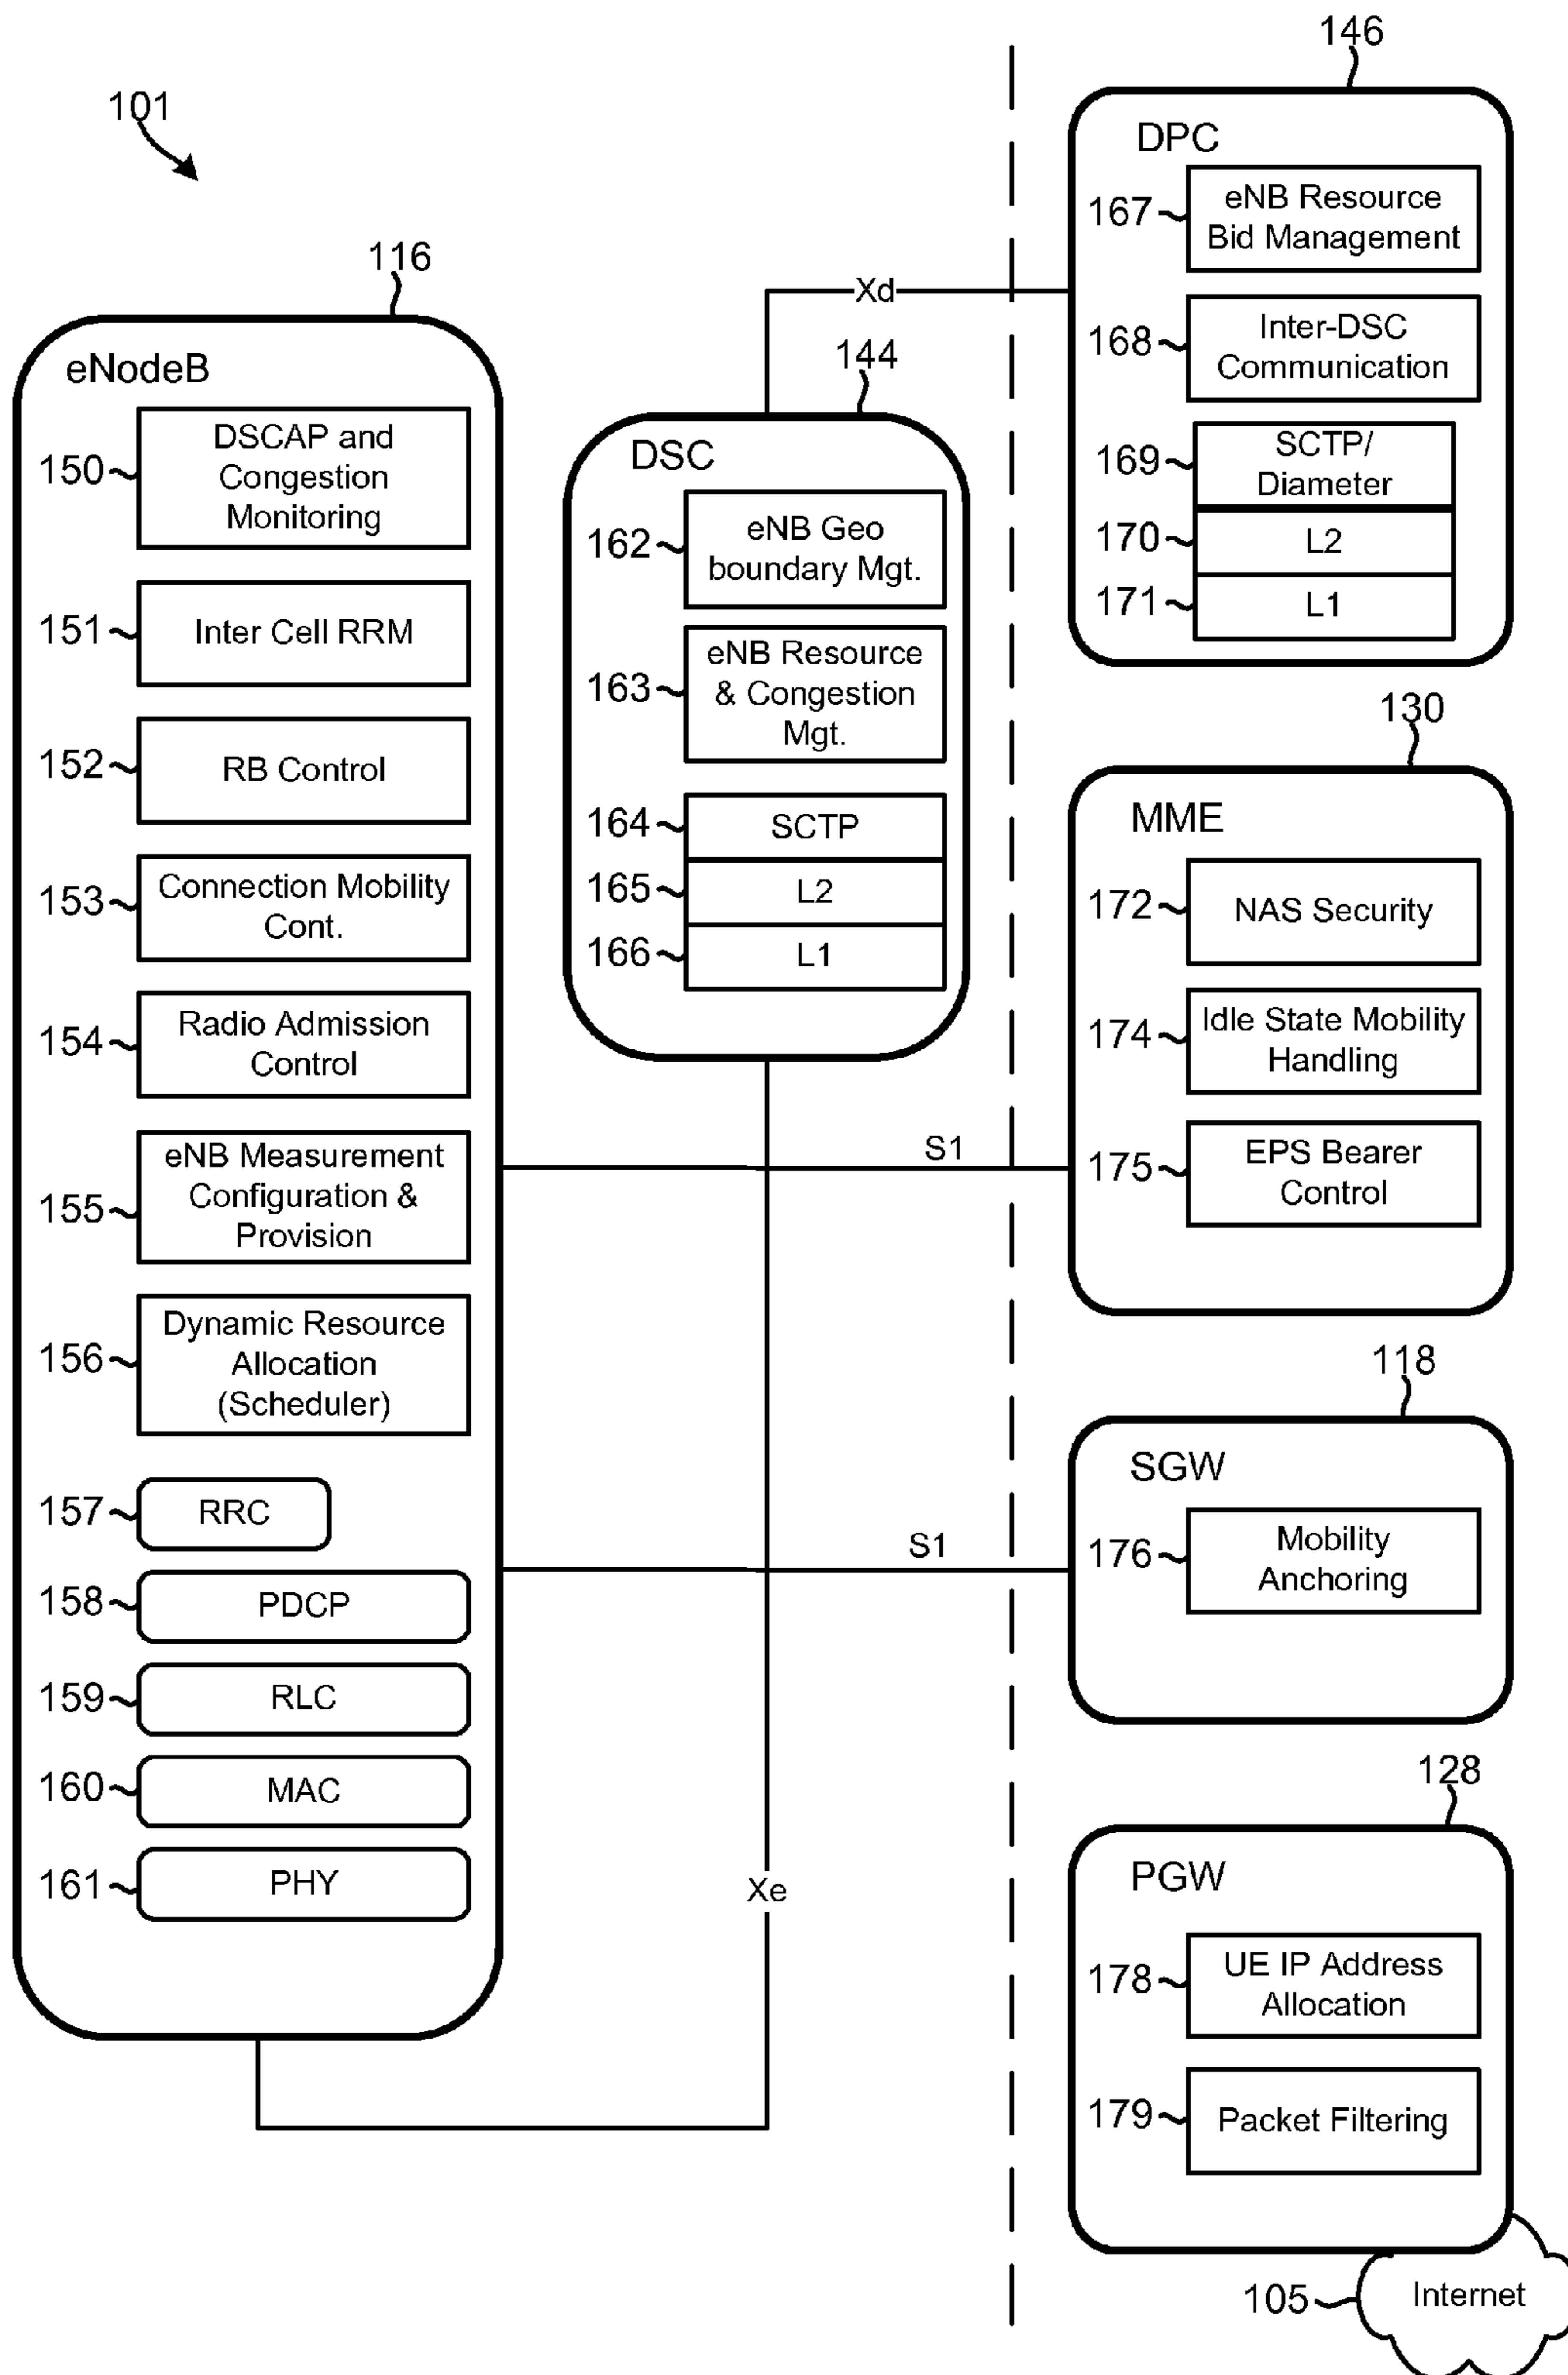 101
116
eNodeB
150
DSCAP and
Congestion
Monitoring
151
Inter Cell RRM
152
RB Control
153
Connection Mobility
Cont.
154
Radio Admission
Control
155
eNB Measurement
Configuration &
Provision
156
Dynamic Resource
Allocation
(Scheduler)
157
RRC
158
PDCP
159
RLC
160
MAC
161
PHY
Xd
144
DSC
162
eNB Geo
boundary Mgt.
163
eNB Resource
& Congestion
Mgt.
164
SCTP
165
L2
166
L1
S1
S1
Xe
146
DPC
167
eNB Resource
Bid Management
168
Inter-DSC
Communication
169
SCTP/
Diameter
170
L2
171
L1
130
MME
172
NAS Security
174
Idle State Mobility
Handling
175
EPS Bearer
Control
118
SGW
176
Mobility
Anchoring
128
PGW
178
UE IP Address
Allocation
179
Packet Filtering
105
Internet